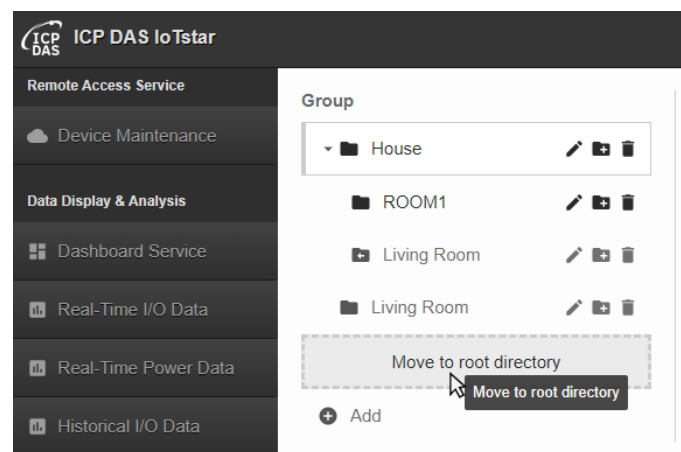 ICP
DAS
ICP DAS IoTstar
Remote Access Service
Device Maintenance
Data Display & Analysis
Dashboard Service
Real-Time I/O Data
Real-Time Power Data
Historical I/O Data
Group
House
ROOM1
Living Room
Living Room
Move to root directory
Move to root directory
Add